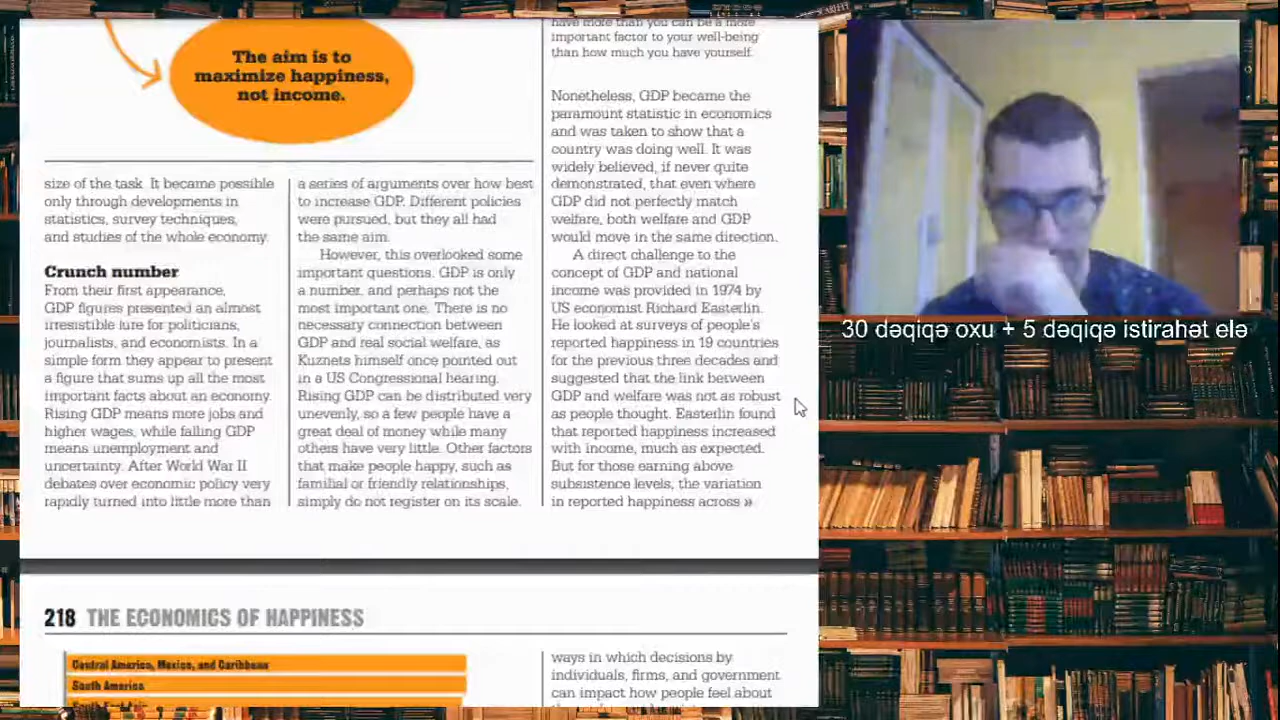 The aim is to
maximize happiness,
not income.
size of the task. It became possible
only through developments in
statistics, survey techniques,
and studies of the whole economy.
Crunch number
From their first appearance,
GDP figures presented an almost
irresistible lure for politicians,
journalists, and economists. In a
simple form they appear to present
a figure that sums up all the most
important facts about an economy.
Rising GDP means more jobs and
higher wages, while falling GDP
means unemployment and
uncertainty. After World War II
debates over economic policy very
rapidly turned into little more than
a series of arguments over how best
to increase GDP. Different policies
were pursued, but they all had
the same aim.
However, this overlooked some
important questions. GDP is only
a number, and perhaps not the
most important one. There is no
necessary connection between
GDP and real social welfare, as
Kuznets himself once pointed out
in a US Congressional hearing.
Rising GDP can be distributed very
unevenly, so a few people have a
great deal of money while many
others have very little. Other factors
that make people happy, such as
familial or friendly relationships,
simply do not register on its scale.
have more than you can be a more
important factor to your well-being
than how much you have yourself.
Nonetheless, GDP became the
paramount statistic in economics
and was taken to show that a
country was doing well. It was
widely believed, if never quite
demonstrated, that even where
GDP did not perfectly match
welfare, both welfare and GDP
would move in the same direction.
A direct challenge to the
concept of GDP and national
income was provided in 1974 by
US economist Richard Easterlin.
He looked at surveys of people's
reported happiness in 19 countries
for the previous three decades and
suggested that the link between
GDP and welfare was not as robust
as people thought. Easterlin found
that reported happiness increased
with income, much as expected.
But for those earning above
subsistence levels, the variation
in reported happiness across »
218 THE ECONOMICS OF HAPPINESS
Central America, Mexico, and Caribbean
South America
ways in which decisions by
individuals, firms, and government
can impact how people feel about
30 dəqiqə oxu + 5 dəqiqə istirahət elə